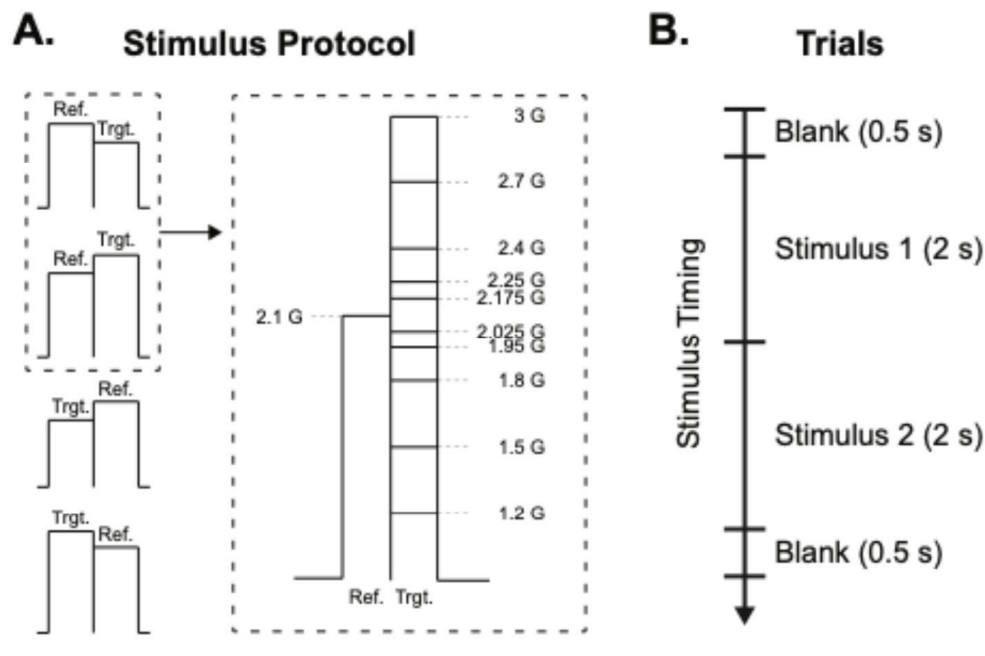 A.
Stimulus Protocol
Ref.
Trgt.
Trgt.
Ref.
Ref.
Trgt.
Trgt.
Ref.
3 G
2.7 G
2.4 G
2.25 G
2.175 G
2.1 G
2.025 G
1.95 G
1.8 G
1.5 G
1.2 G
Ref. Trgt.
B.
Trials
Stimulus Timing
Blank (0.5 s)
Stimulus 1 (2 s)
Stimulus 2 (2 s)
Blank (0.5 s)